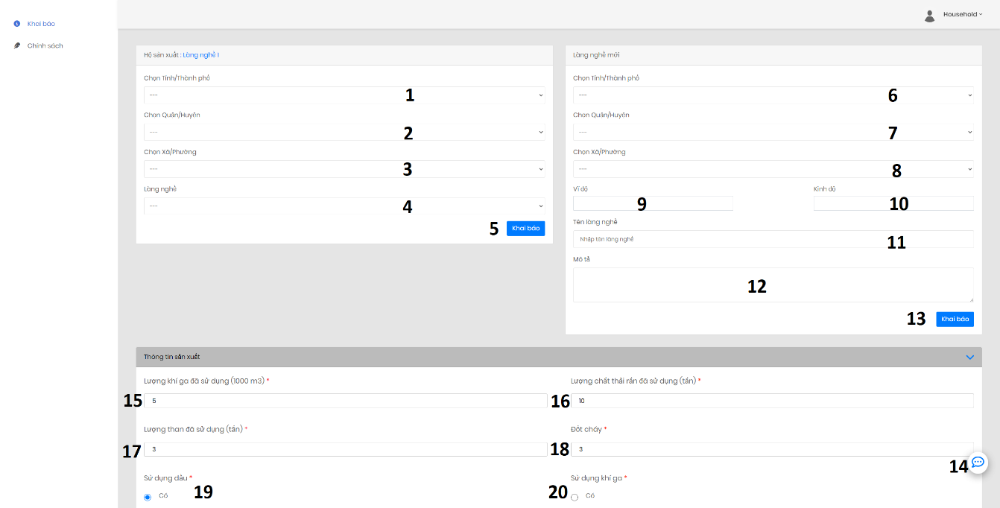 Khai báo
Chính sách
Household
Hộ sản xuất : Làng nghề 1
Chọn Tỉnh/Thành phố
--- 1
Chọn Quận/Huyện
--- 2
Chọn Xã/Phường
--- 3
Làng nghề
--- 4
5 Khai báo
Làng nghề mới
Chọn Tỉnh/Thành phố
--- 6
Chọn Quận/Huyện
--- 7
Chọn Xã/Phường
--- 8
Vĩ độ Kinh độ
9 10
Tên làng nghề
Nhập tên làng nghề 11
Mô tả
12
13 Khai báo
Thông tin sản xuất
Lượng khí ga đã sử dụng (1000 m3) * Lượng chất thải rắn đã sử dụng (tấn) *
15 5 16 10
Lượng than đã sử dụng (tấn) * Đốt cháy *
17 3 18 3
14
Sử dụng dầu * Sử dụng khí ga *
Có 19 20 Có